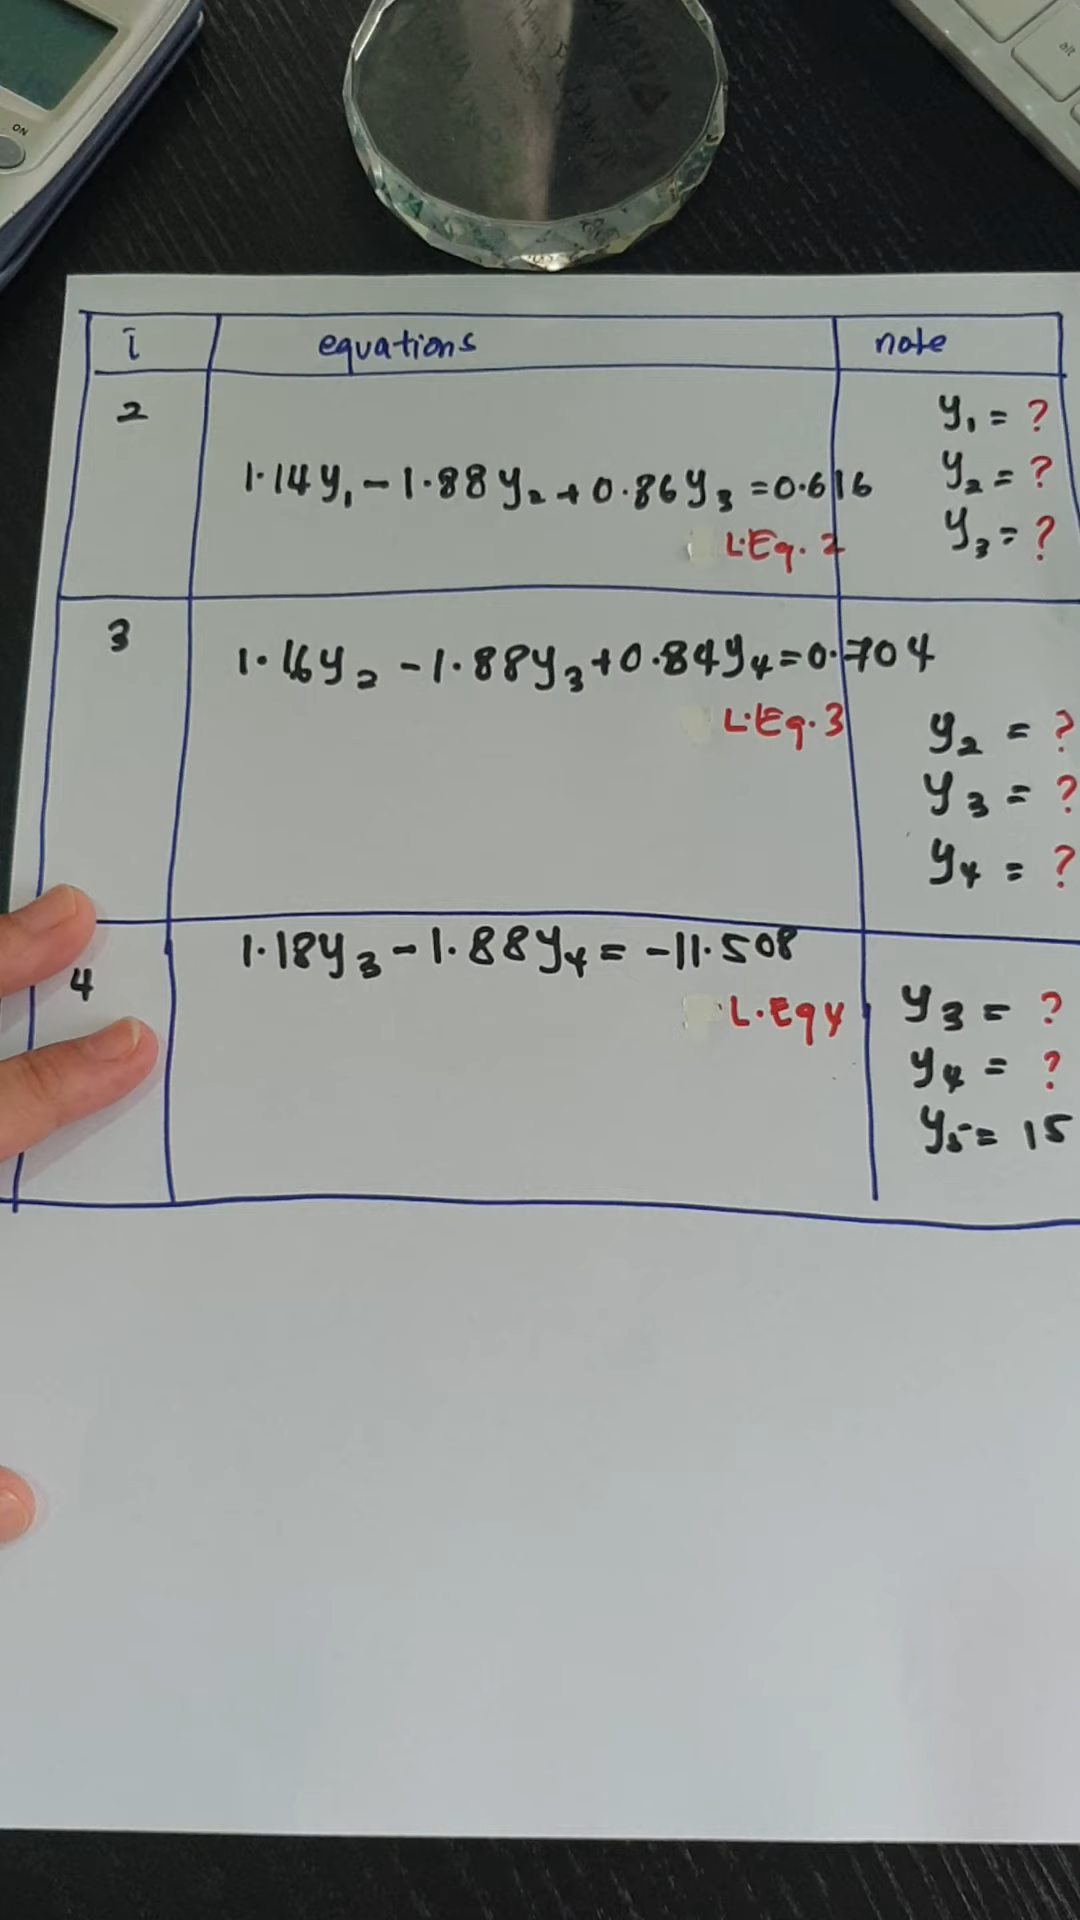 ON
alt
i equations note
2 y₁ = ?
1.14y₁ - 1.88y₂ + 0.86y₃ = 0.616 y₂ = ?
L.Eq. 2 y₃ = ?
3 1.16y₂ - 1.88y₃ + 0.84y₄ = 0.704
L.Eq. 3 y₂ = ?
y₃ = ?
y₄ = ?
4 1.18y₃ - 1.88y₄ = -11.508
L.Eq 4 y₃ = ?
y₄ = ?
y₅ = 15